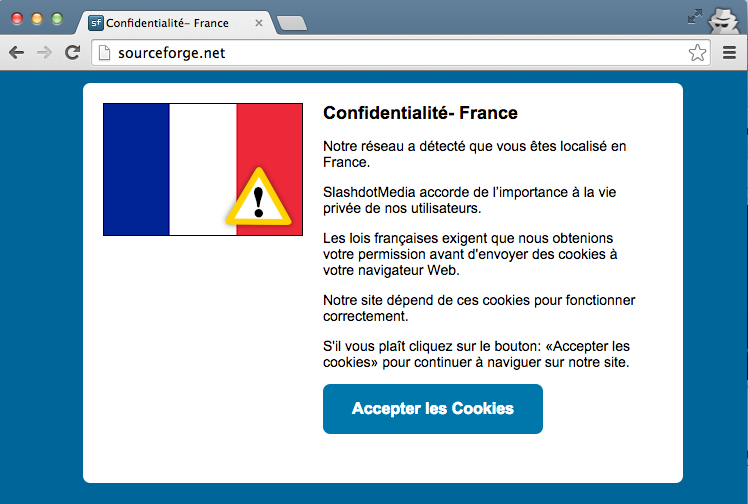 sf Confidentialité- France
sourceforge.net
Confidentialité- France
Notre réseau a détecté que vous êtes localisé en
France.
SlashdotMedia accorde de l'importance à la vie
privée de nos utilisateurs.
Les lois françaises exigent que nous obtenions
votre permission avant d'envoyer des cookies à
votre navigateur Web.
Notre site dépend de ces cookies pour fonctionner
correctement.
S'il vous plaît cliquez sur le bouton: «Accepter les
cookies» pour continuer à naviguer sur notre site.
Accepter les Cookies